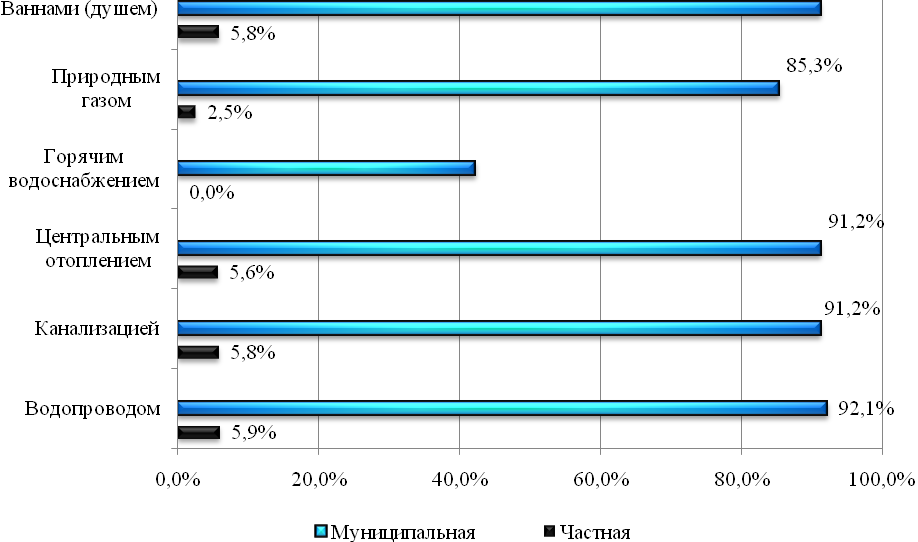 Ваннами (душем)
5,8%
85,3%
Природным
газом
2,5%
Горячим
водоснабжением
0,0%
91,2%
Центральным
отоплением
5,6%
91,2%
Канализацией
5,8%
Водопроводом
92,1%
5,9%
0,0% 20,0% 40,0% 60,0% 80,0% 100,0%
Муниципальная Частная